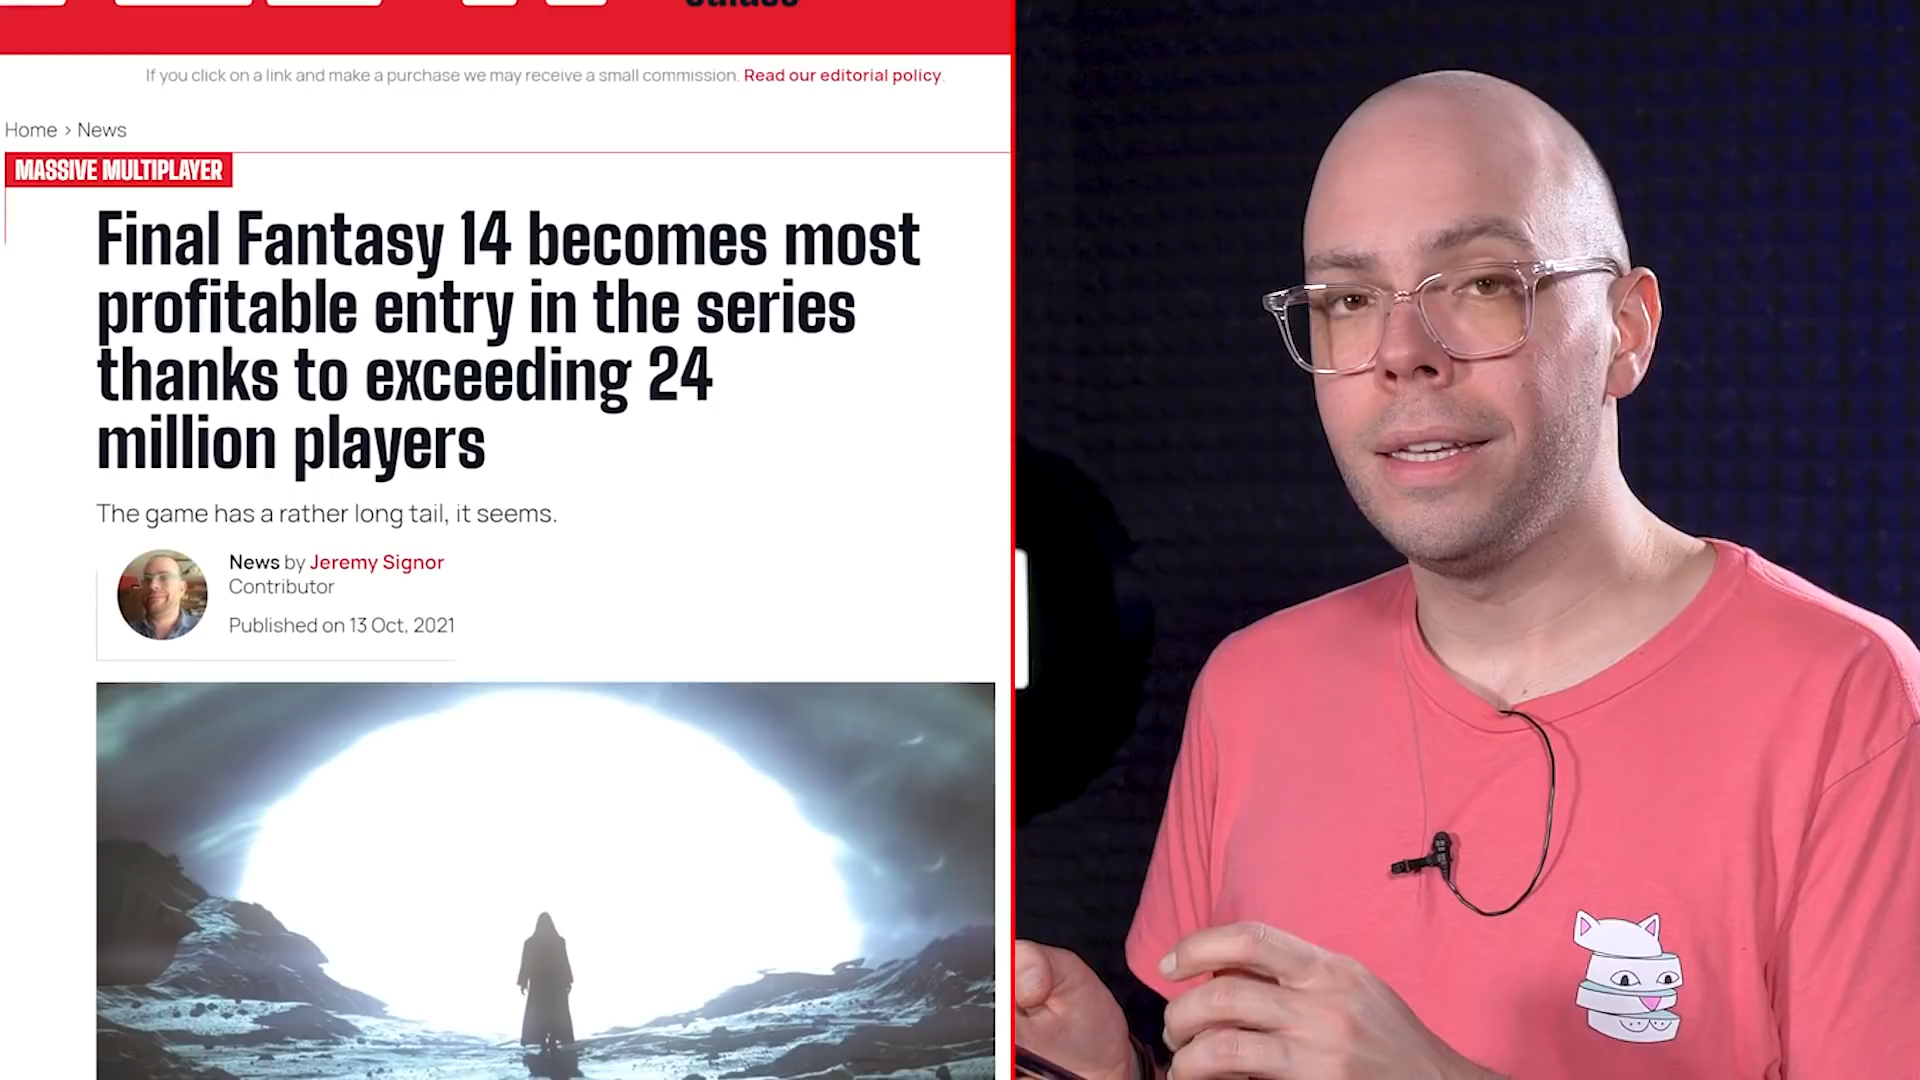 If you click on a link and make a purchase we may receive a small commission. Read our editorial policy.
Home > News
MASSIVE MULTIPLAYER
Final Fantasy 14 becomes most
profitable entry in the series
thanks to exceeding 24
million players
The game has a rather long tail, it seems.
News by Jeremy Signor
Contributor
Published on 13 Oct, 2021